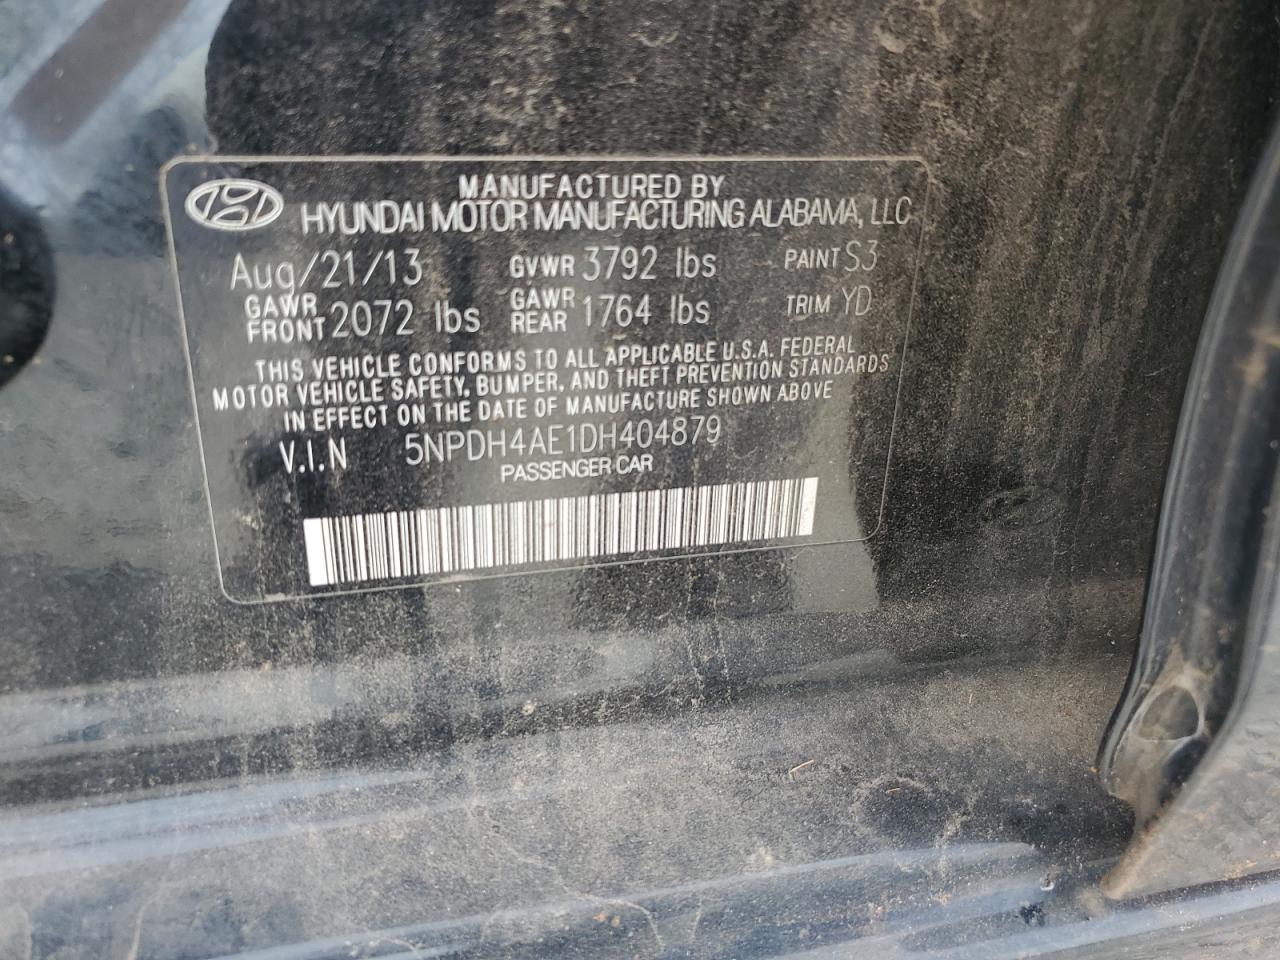 MANUFACTURED BY
HYUNDAI MOTOR MANUFACTURING ALABAMA, LLC
Aug/21/13 GVWR 3792 lbs PAINT S3
GAWR FRONT 2072 lbs GAWR REAR 1764 lbs TRIM YD
THIS VEHICLE CONFORMS TO ALL APPLICABLE U.S.A. FEDERAL
MOTOR VEHICLE SAFETY, BUMPER, AND THEFT PREVENTION STANDARDS
IN EFFECT ON THE DATE OF MANUFACTURE SHOWN ABOVE
V.I.N 5NPDH4AE1DH404879
PASSENGER CAR